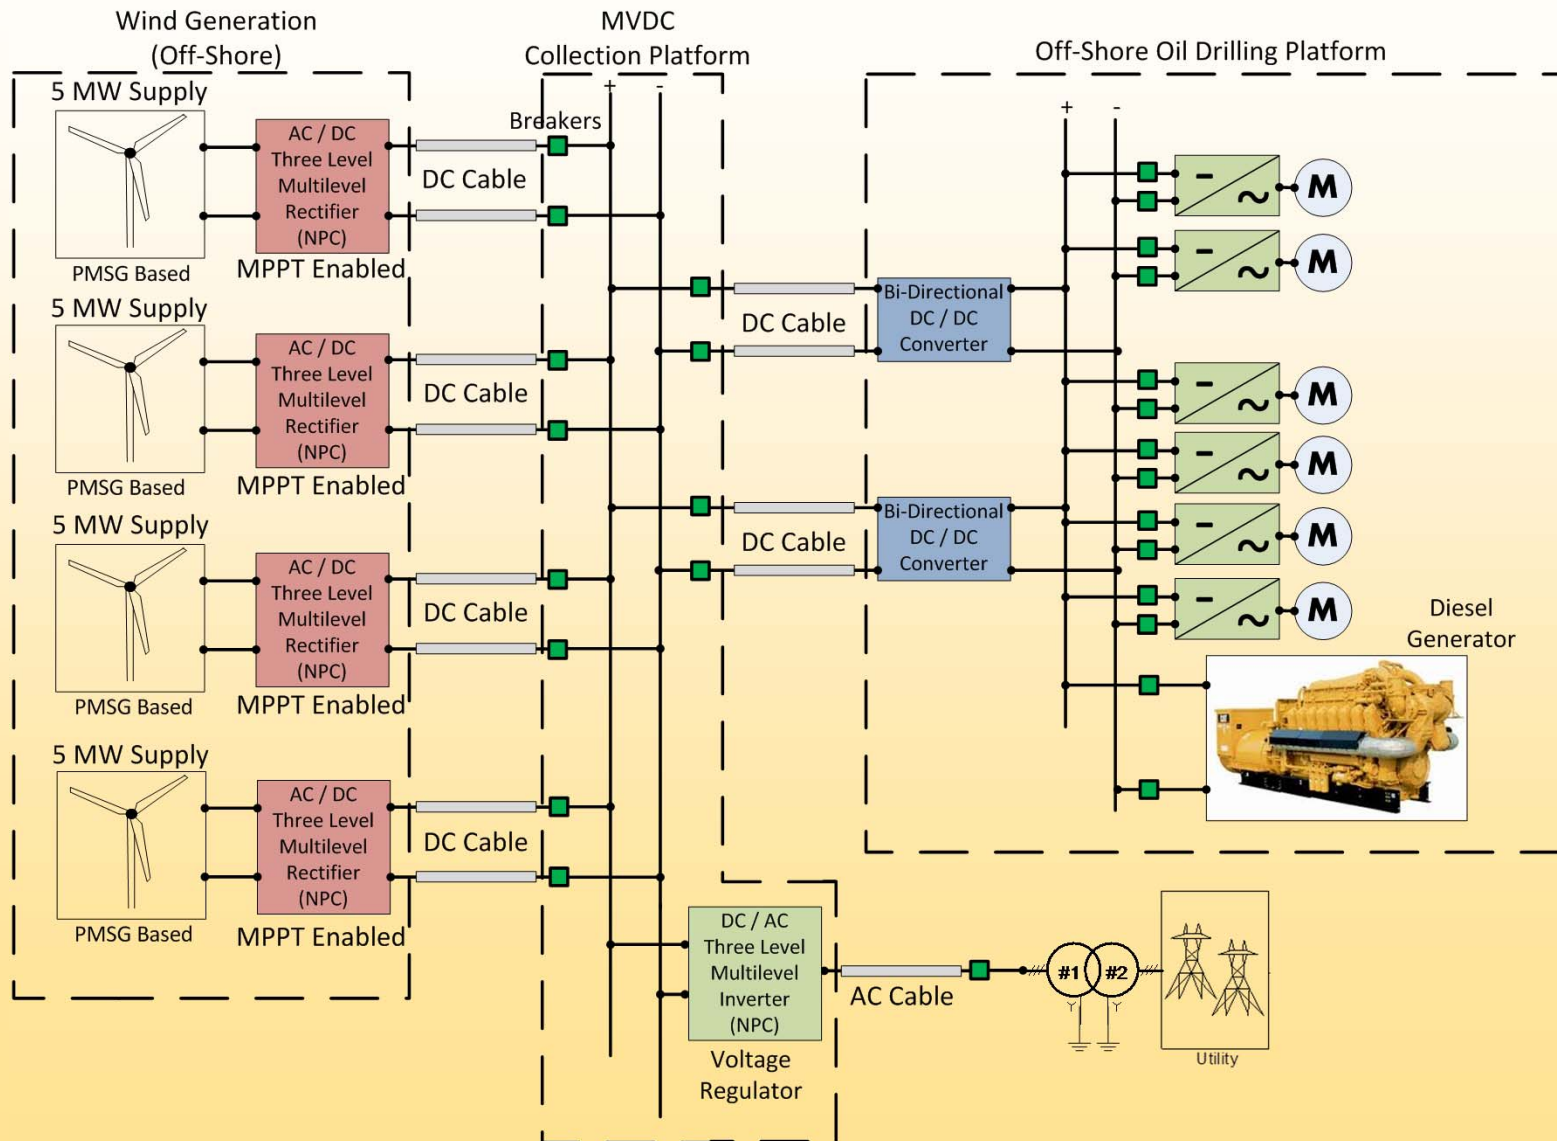 Wind Generation
(Off-Shore)
MVDC
Collection Platform
Off-Shore Oil Drilling Platform
5 MW Supply
AC / DC
Three Level
Multilevel
Rectifier
(NPC)
PMSG Based
MPPT Enabled
DC Cable
Breakers
+
-
5 MW Supply
AC / DC
Three Level
Multilevel
Rectifier
(NPC)
PMSG Based
MPPT Enabled
DC Cable
5 MW Supply
AC / DC
Three Level
Multilevel
Rectifier
(NPC)
PMSG Based
MPPT Enabled
DC Cable
5 MW Supply
AC / DC
Three Level
Multilevel
Rectifier
(NPC)
PMSG Based
MPPT Enabled
DC Cable
DC Cable
Bi-Directional
DC / DC
Converter
DC Cable
Bi-Directional
DC / DC
Converter
+
-
- ~
M
- ~
M
- ~
M
- ~
M
- ~
M
- ~
M
Diesel
Generator
DC / AC
Three Level
Multilevel
Inverter
(NPC)
Voltage
Regulator
AC Cable
#1
#2
Utility